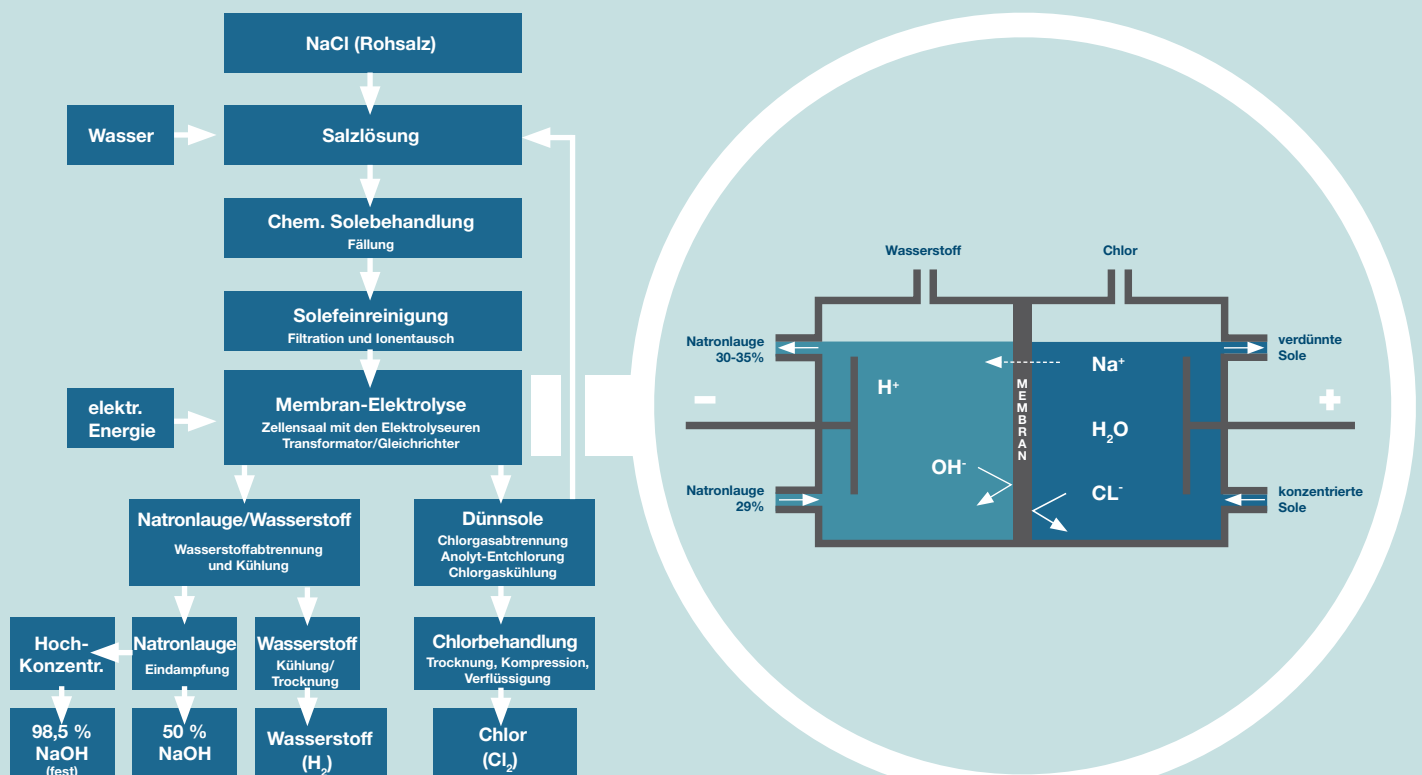 NaCl (Rohsalz)
Wasser
Salzlösung
Chem. Solebehandlung
Fällung
Solefeinreinigung
Filtration und Ionentausch
elektr.
Energie
Membran-Elektrolyse
Zellensaal mit den Elektrolyseuren
Transformator/Gleichrichter
Natronlauge/Wasserstoff
Wasserstoffabtrennung
und Kühlung
Dünnsole
Chlorgasabtrennung
Anolyt-Entchlorung
Chlorgaskühlung
Hoch-
Konzentr.
Natronlauge
Eindampfung
Wasserstoff
Kühlung/
Trocknung
Chlorbehandlung
Trocknung, Kompression,
Verflüssigung
98,5 %
NaOH
(fest)
50 %
NaOH
Wasserstoff
(H₂)
Chlor
(Cl₂)
Wasserstoff
Chlor
Natronlauge
30-35%
verdünnte
Sole
Na⁺
H⁺
MEMBRAN
−
+
H₂O
OH⁻
CL⁻
Natronlauge
29%
konzentrierte
Sole